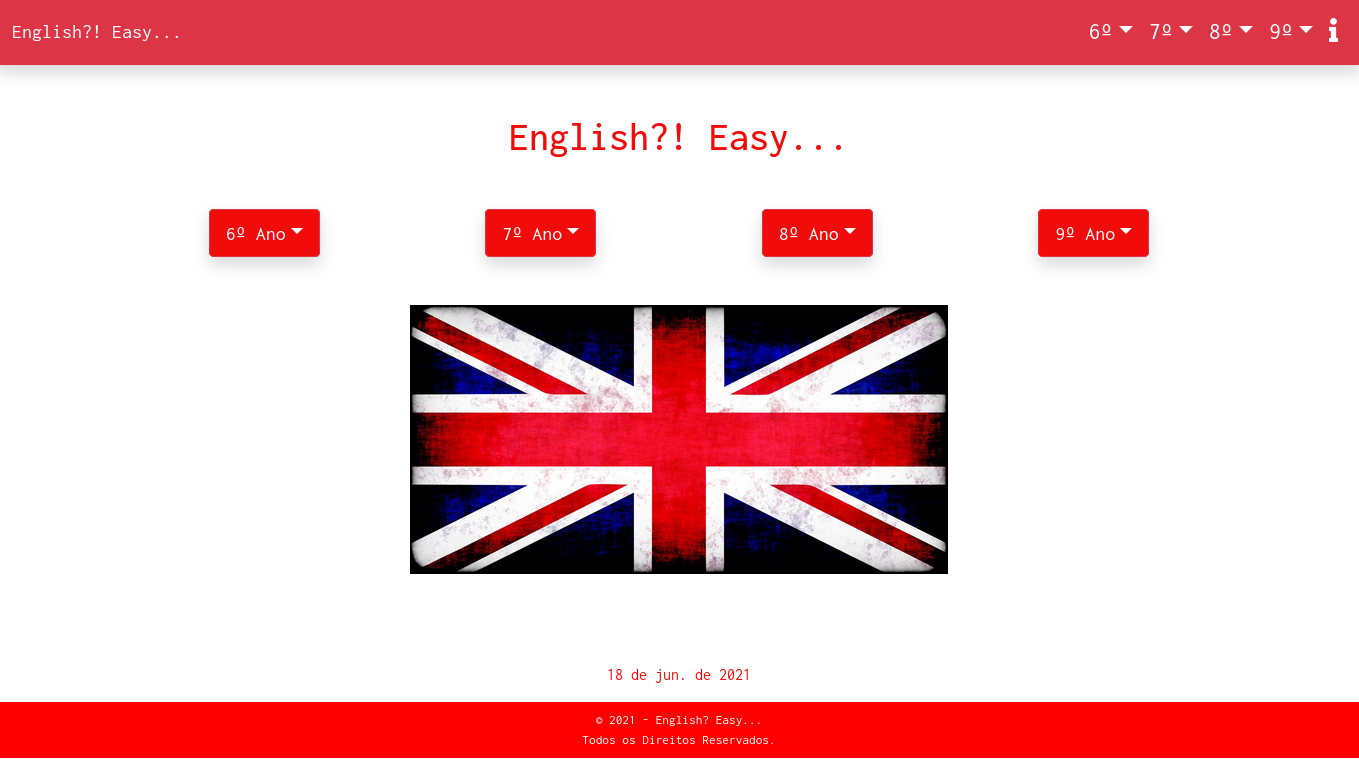 English?! Easy...
6º 7º 8º 9º
English?! Easy...
6º Ano
7º Ano
8º Ano
9º Ano
18 de jun. de 2021
© 2021 - English? Easy...
Todos os Direitos Reservados.